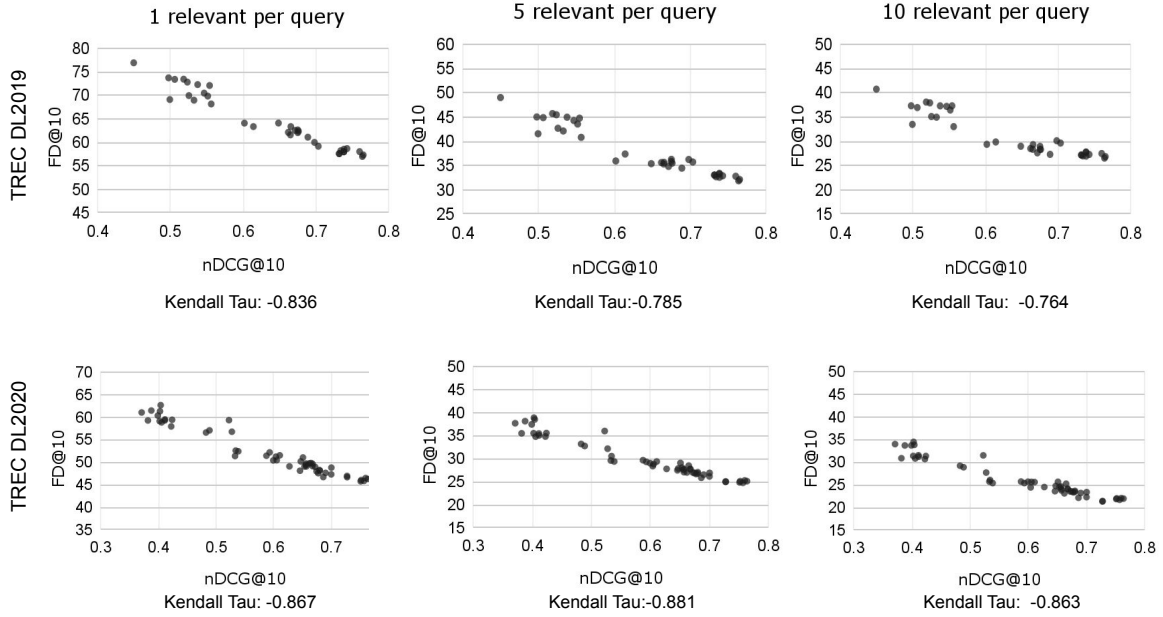 1 relevant per query
5 relevant per query
10 relevant per query
TREC DL2019
FD@10
80
75
70
65
60
55
50
45
0.4 0.5 0.6 0.7 0.8
nDCG@10
Kendall Tau: -0.836
FD@10
60
55
50
45
40
35
30
25
0.4 0.5 0.6 0.7 0.8
nDCG@10
Kendall Tau:-0.785
FD@10
50
45
40
35
30
25
20
15
0.4 0.5 0.6 0.7 0.8
nDCG@10
Kendall Tau: -0.764
TREC DL2020
FD@10
70
65
60
55
50
45
40
35
0.3 0.4 0.5 0.6 0.7
nDCG@10
Kendall Tau: -0.867
FD@10
50
45
40
35
30
25
20
15
0.3 0.4 0.5 0.6 0.7 0.8
nDCG@10
Kendall Tau:-0.881
FD@10
50
45
40
35
30
25
20
15
0.3 0.4 0.5 0.6 0.7 0.8
nDCG@10
Kendall Tau: -0.863